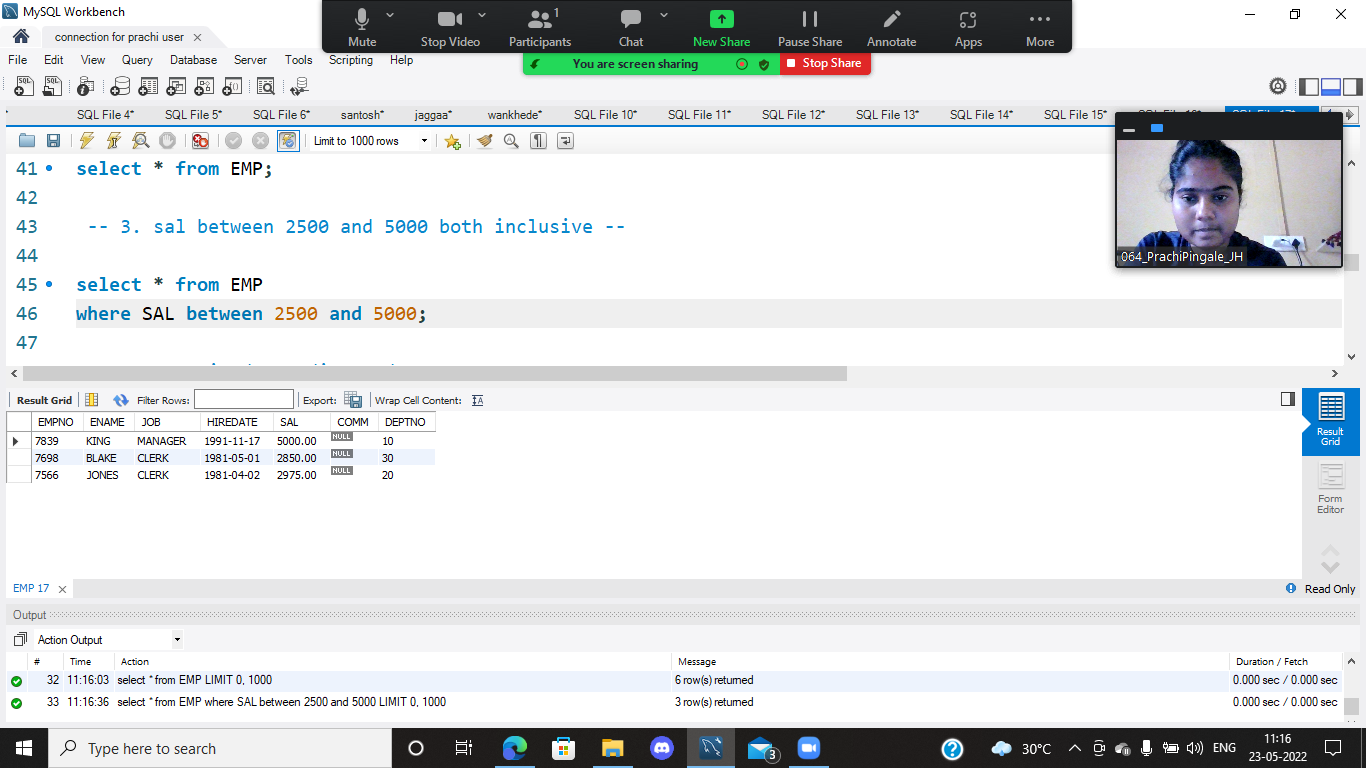 MySQL Workbench
connection for prachi user
Mute
Stop Video
1
Participants
Chat
New Share
Pause Share
Annotate
Apps
More
You are screen sharing
Stop Share
File Edit View Query Database Server Tools Scripting Help
SQL File 4* SQL File 5* SQL File 6* santosh* jaggaa* wankhede* SQL File 10* SQL File 11* SQL File 12* SQL File 13* SQL File 14* SQL File 15*
Limit to 1000 rows
41 select * from EMP;
42
43 -- 3. sal between 2500 and 5000 both inclusive --
44
45 select * from EMP
46 where SAL between 2500 and 5000;
47
064_PrachiPingale_JH
Result Grid Filter Rows: Export: Wrap Cell Content:
EMPNO ENAME JOB HIREDATE SAL COMM DEPTNO
7839 KING MANAGER 1991-11-17 5000.00 NULL 10
7698 BLAKE CLERK 1981-05-01 2850.00 NULL 30
7566 JONES CLERK 1981-04-02 2975.00 NULL 20
Result
Grid
Form
Editor
EMP 17
Read Only
Output
Action Output
# Time Action Message Duration / Fetch
32 11:16:03 select * from EMP LIMIT 0, 1000 6 row(s) returned 0.000 sec / 0.000 sec
33 11:16:36 select * from EMP where SAL between 2500 and 5000 LIMIT 0, 1000 3 row(s) returned 0.000 sec / 0.000 sec
Type here to search
3
30°C
ENG
11:16
23-05-2022